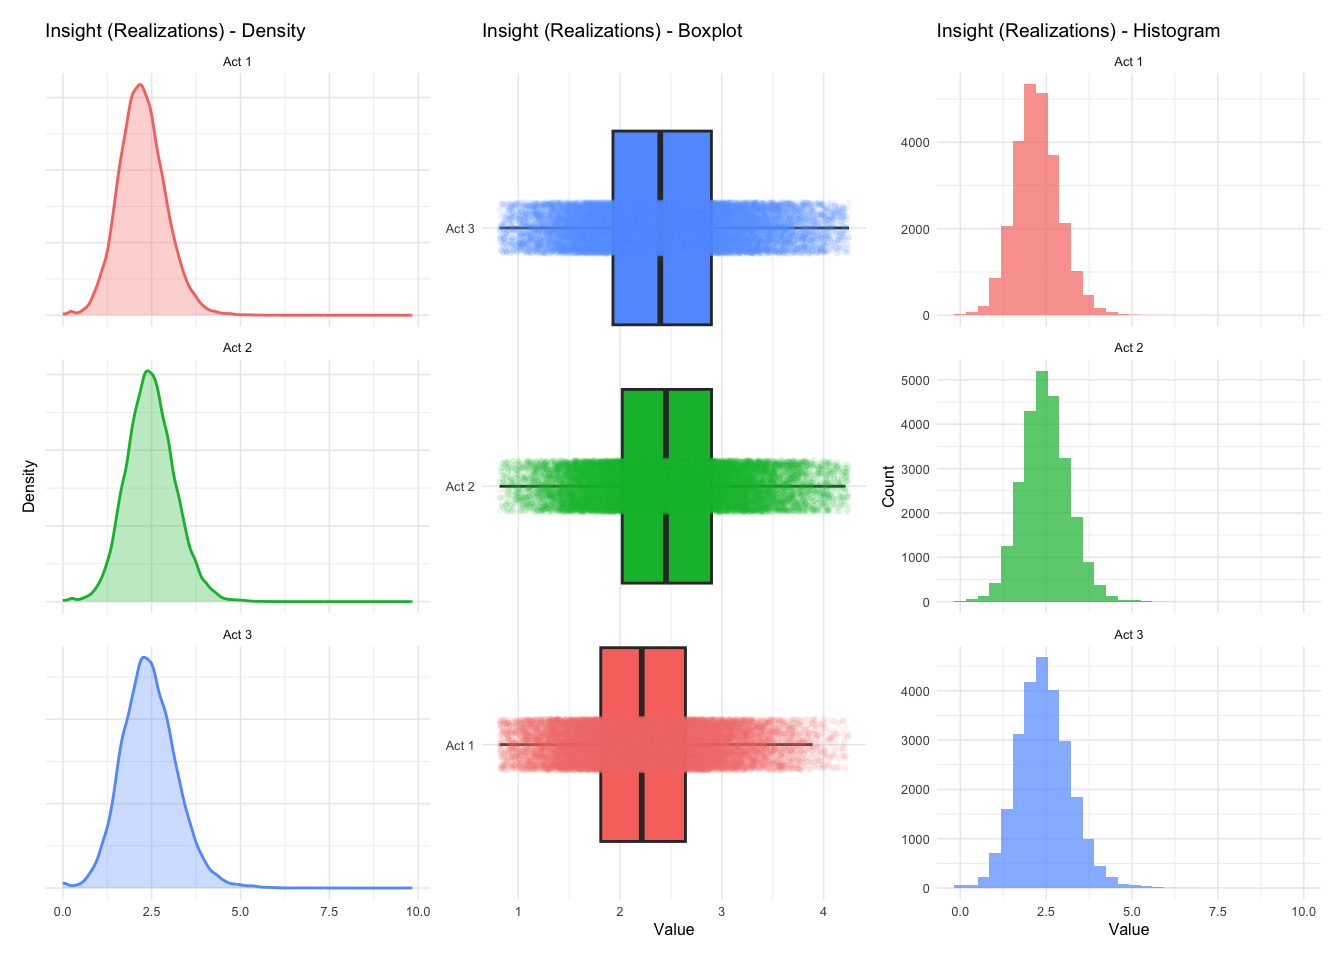 Insight (Realizations) - Density
Act 1
Act 2
Act 3
Density
0.0 2.5 5.0 7.5 10.0
Insight (Realizations) - Boxplot
Act 3
Act 2
Act 1
1 2 3 4
Value
Insight (Realizations) - Histogram
Act 1
4000
2000
0
Act 2
5000
4000
3000
2000
1000
0
Act 3
4000
3000
2000
1000
0
Count
0.0 2.5 5.0 7.5 10.0
Value